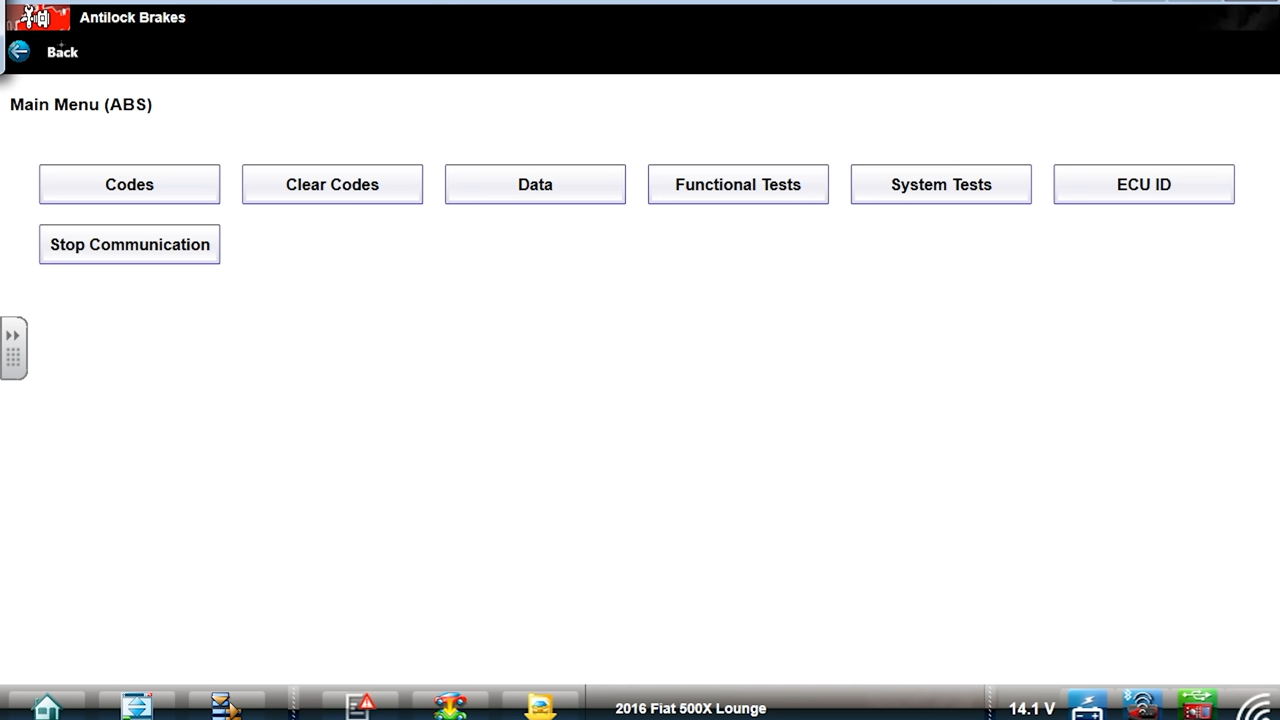 Antilock Brakes
Back
Main Menu (ABS)
Codes
Clear Codes
Data
Functional Tests
System Tests
ECU ID
Stop Communication
2016 Fiat 500X Lounge
14.1 V